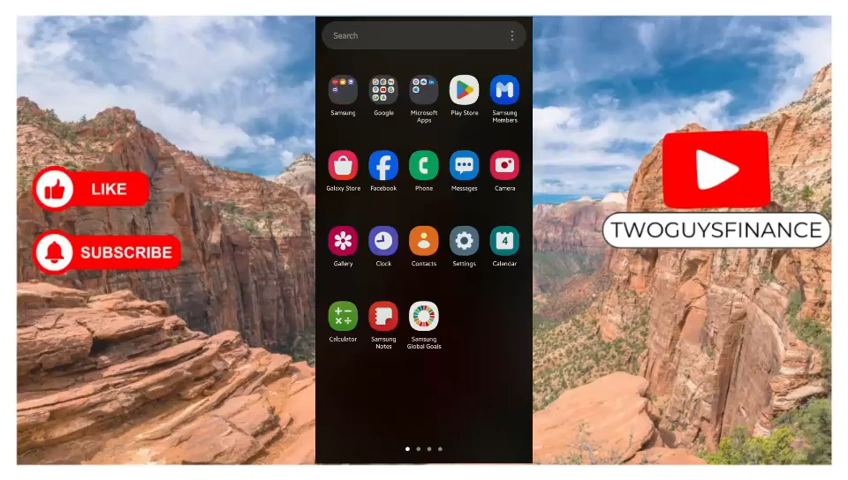 Search
Samsung
Google
Microsoft
Apps
Play Store
Samsung
Members
Galaxy Store
Facebook
Phone
Messages
Camera
LIKE
SUBSCRIBE
TWOGUYSFINANCE
Gallery
Clock
Contacts
Settings
4
Calendar
Calculator
Samsung
Notes
Samsung
Global Goals